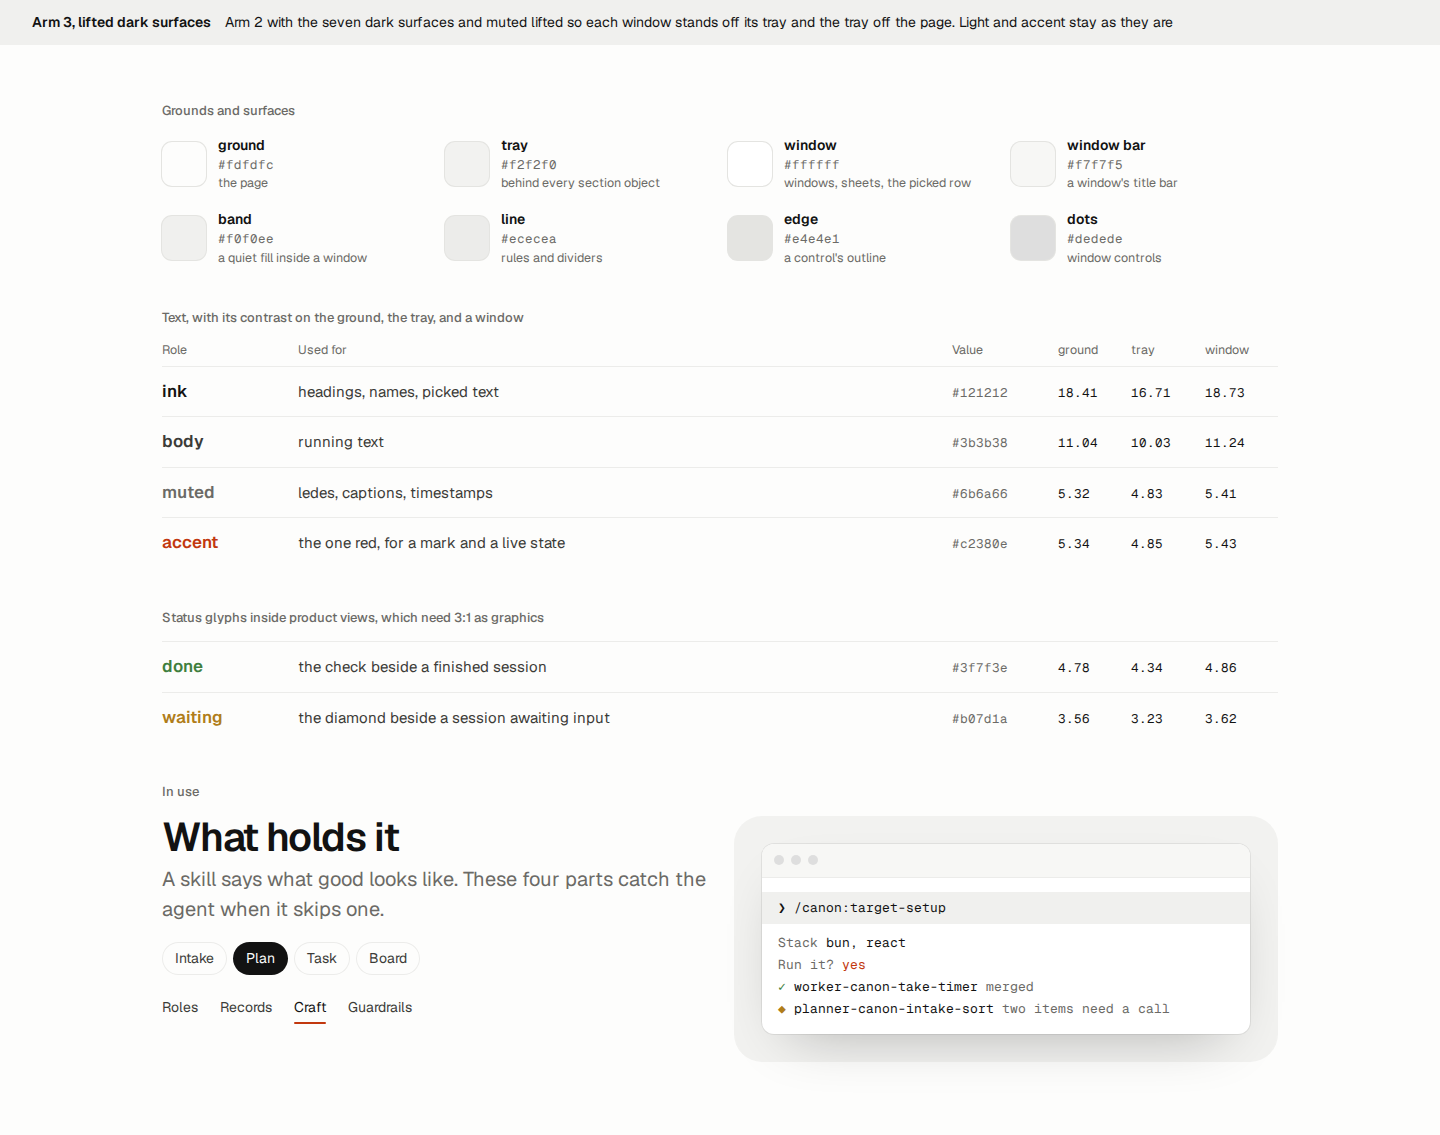 Arm 3, lifted dark surfaces Arm 2 with the seven dark surfaces and muted lifted so each window stands off its tray and the tray off the page. Light and accent stay as they are
Grounds and surfaces
ground
#fdfdfc
the page
tray
#f2f2f0
behind every section object
window
#ffffff
windows, sheets, the picked row
window bar
#f7f7f5
a window's title bar
band
#f0f0ee
a quiet fill inside a window
line
#ececea
rules and dividers
edge
#e4e4e1
a control's outline
dots
#dedede
window controls
Text, with its contrast on the ground, the tray, and a window
Role Used for Value ground tray window
ink headings, names, picked text #121212 18.41 16.71 18.73
body running text #3b3b38 11.04 10.03 11.24
muted ledes, captions, timestamps #6b6a66 5.32 4.83 5.41
accent the one red, for a mark and a live state #c2380e 5.34 4.85 5.43
Status glyphs inside product views, which need 3:1 as graphics
done the check beside a finished session #3f7f3e 4.78 4.34 4.86
waiting the diamond beside a session awaiting input #b07d1a 3.56 3.23 3.62
In use
What holds it
A skill says what good looks like. These four parts catch the
agent when it skips one.
Intake Plan Task Board
Roles Records Craft Guardrails
❯ /canon:target-setup
Stack bun, react
Run it? yes
✓ worker-canon-take-timer merged
◆ planner-canon-intake-sort two items need a call